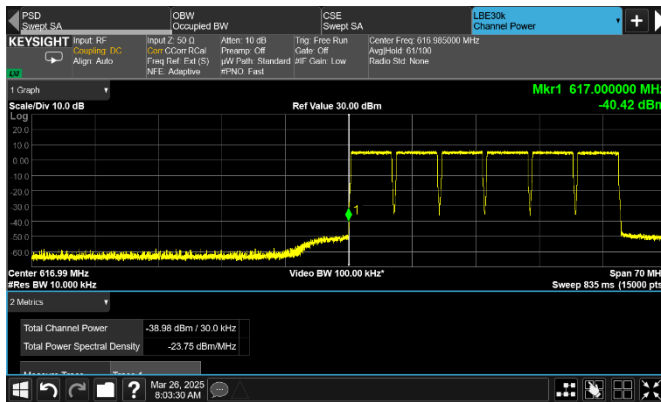 PSD
Swept SA
OBW
Occupied BW
CSE
Swept SA
LBE30k
Channel Power
KEYSIGHT
Input: RF
Coupling: DC
Align: Auto
Input Z: 50 Ω
Corr CCorr RCal
Freq Ref: Ext (S)
NFE: Adaptive
Atten: 10 dB
Preamp: Off
µW Path: Standard
#PNO: Fast
Trig: Free Run
Gate: Off
#IF Gain: Low
Center Freq: 616.985000 MHz
Avg|Hold: 61/100
Radio Std: None
1 Graph
Scale/Div 10.0 dB
Ref Value 30.00 dBm
Mkr1 617.000000 MHz
-40.42 dBm
Log
20.0
10.0
0.00
-10.0
-20.0
-30.0
-40.0
-50.0
-60.0
1
Center 616.99 MHz
#Res BW 10.000 kHz
Video BW 100.00 kHz*
Span 70 MH
Sweep 835 ms (15000 pts
2 Metrics
Total Channel Power -38.98 dBm / 30.0 kHz
Total Power Spectral Density -23.75 dBm/MHz
Mar 26, 2025
8:03:30 AM